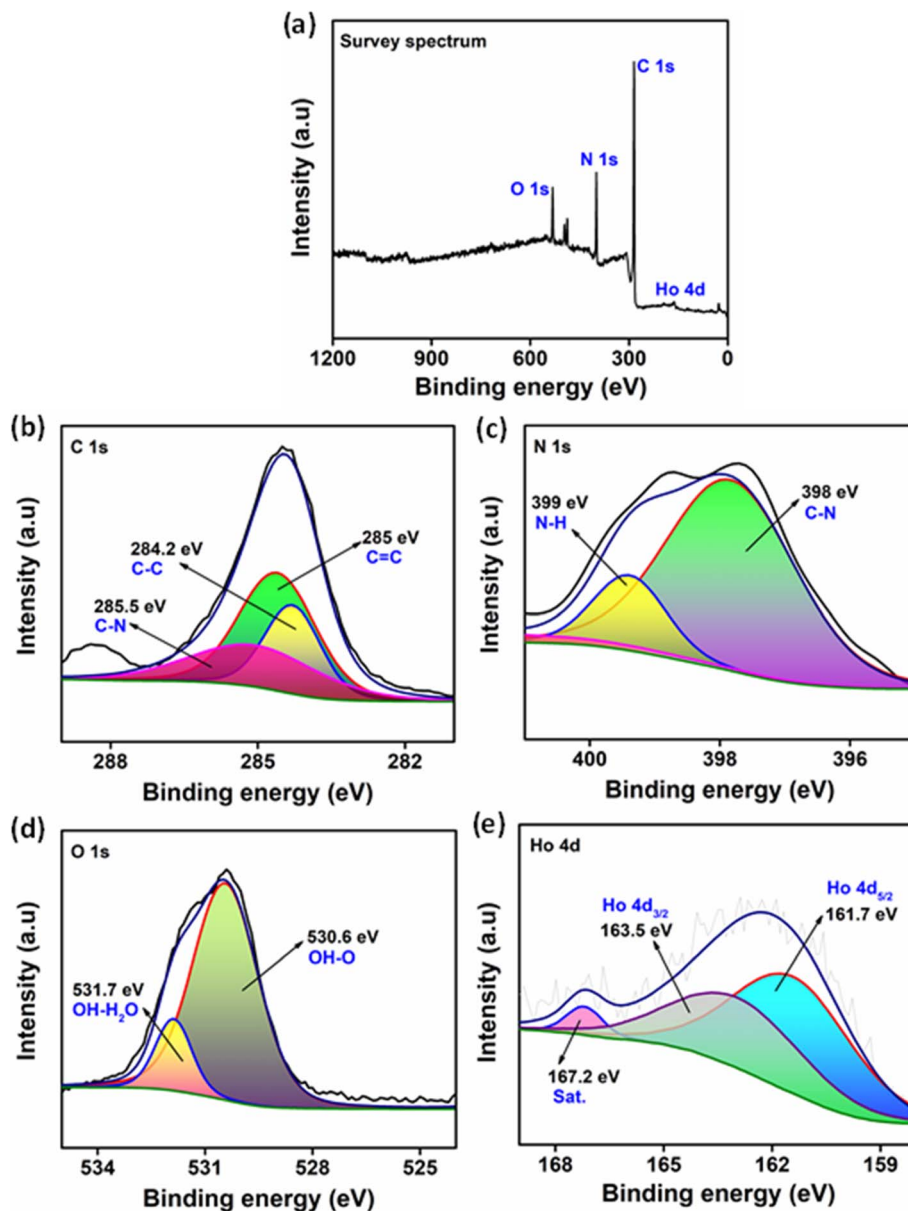 (a)
Survey spectrum
C 1s
N 1s
O 1s
Ho 4d
Intensity (a.u)
1200 900 600 300 0
Binding energy (eV)
(b)
C 1s
284.2 eV
C-C
285 eV
C=C
285.5 eV
C-N
Intensity (a.u)
288 285 282
Binding energy (eV)
(c)
N 1s
399 eV
N-H
398 eV
C-N
Intensity (a.u)
400 398 396
Binding energy (eV)
(d)
O 1s
530.6 eV
OH-O
531.7 eV
OH-H₂O
Intensity (a.u)
534 531 528 525
Binding energy (eV)
(e)
Ho 4d
Ho 4d₃/₂
163.5 eV
Ho 4d₅/₂
161.7 eV
167.2 eV
Sat.
Intensity (a.u)
168 165 162 159
Binding energy (eV)